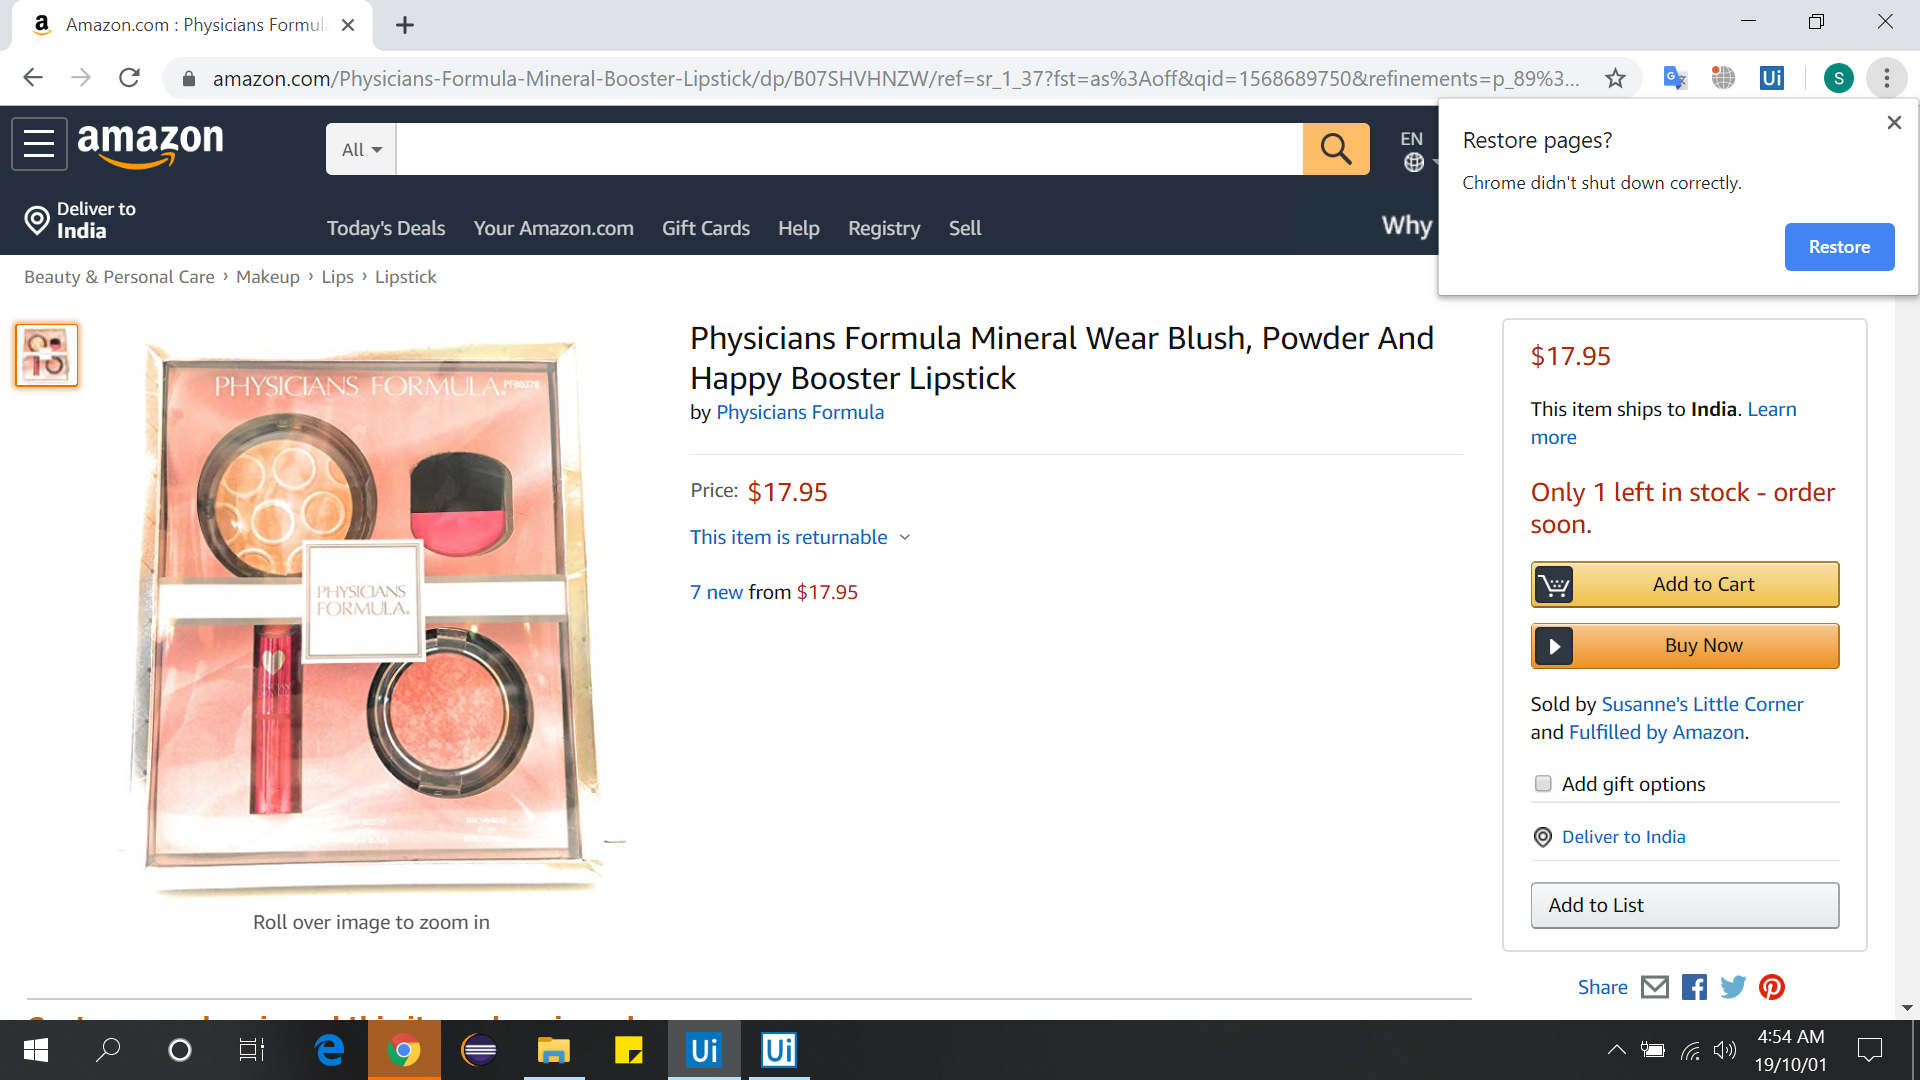 Amazon.com : Physicians Formul
amazon.com/Physicians-Formula-Mineral-Booster-Lipstick/dp/B07SHVHNZW/ref=sr_1_37?fst=as%3Aoff&qid=1568689750&refinements=p_89%3...
S
Ui
Restore pages?
Chrome didn't shut down correctly.
Restore
amazon
All
EN
Deliver to
India
Today's Deals
Your Amazon.com
Gift Cards
Help
Registry
Sell
Why
Beauty & Personal Care › Makeup › Lips › Lipstick
PHYSICIANS FORMULA. PF80378
PHYSICIANS
FORMULA.
Roll over image to zoom in
Physicians Formula Mineral Wear Blush, Powder And
Happy Booster Lipstick
by Physicians Formula
Price: $17.95
This item is returnable
7 new from $17.95
$17.95
This item ships to India. Learn
more
Only 1 left in stock - order
soon.
Add to Cart
Buy Now
Sold by Susanne's Little Corner
and Fulfilled by Amazon.
Add gift options
Deliver to India
Add to List
Share
Ui
Ui
4:54 AM
19/10/01